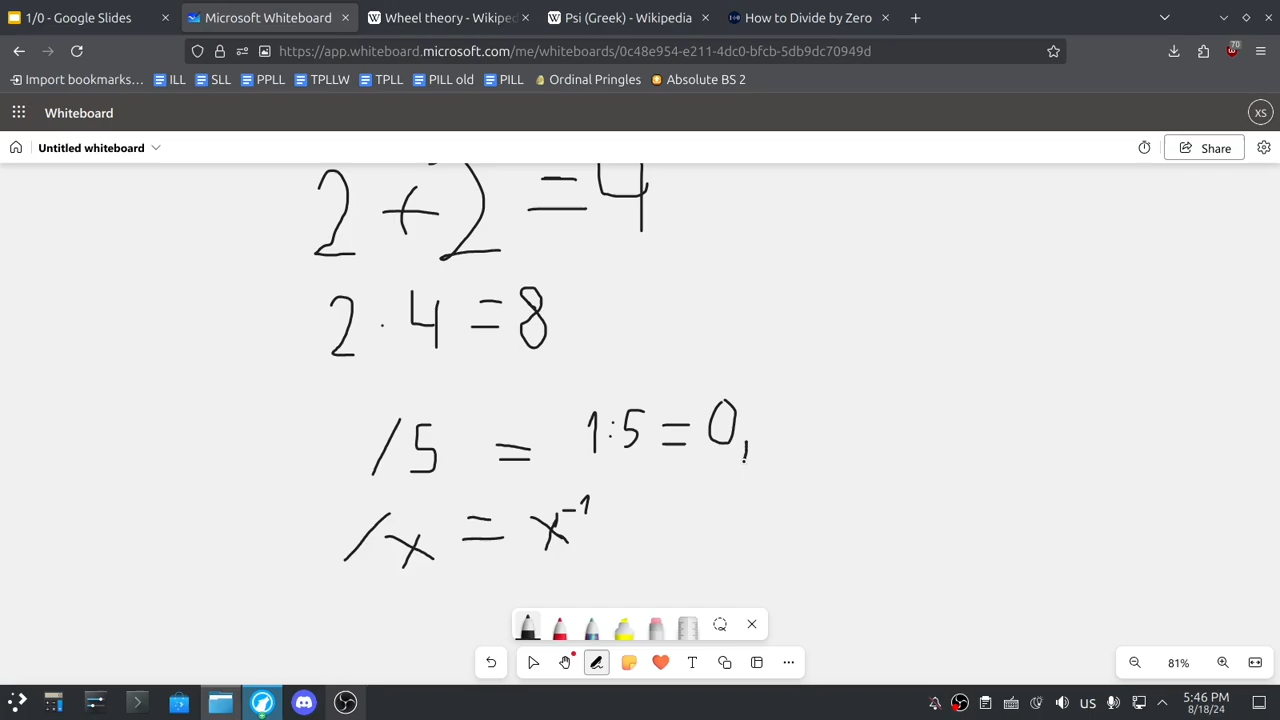 1/0 - Google Slides
Microsoft Whiteboard
Wheel theory - Wikiped
Psi (Greek) - Wikipedia
How to Divide by Zero
https://app.whiteboard.microsoft.com/me/whiteboards/0c48e954-e211-4dc0-bfcb-5db9dc70949d
70
Import bookmarks...
ILL
SLL
PPLL
TPLLW
TPLL
PILL old
PILL
Ordinal Pringles
Absolute BS 2
Whiteboard
XS
Untitled whiteboard
Share
2+2=4
2·4=8
/5 = 1:5=0,
/x = x⁻¹
81%
US
5:46 PM
8/18/24